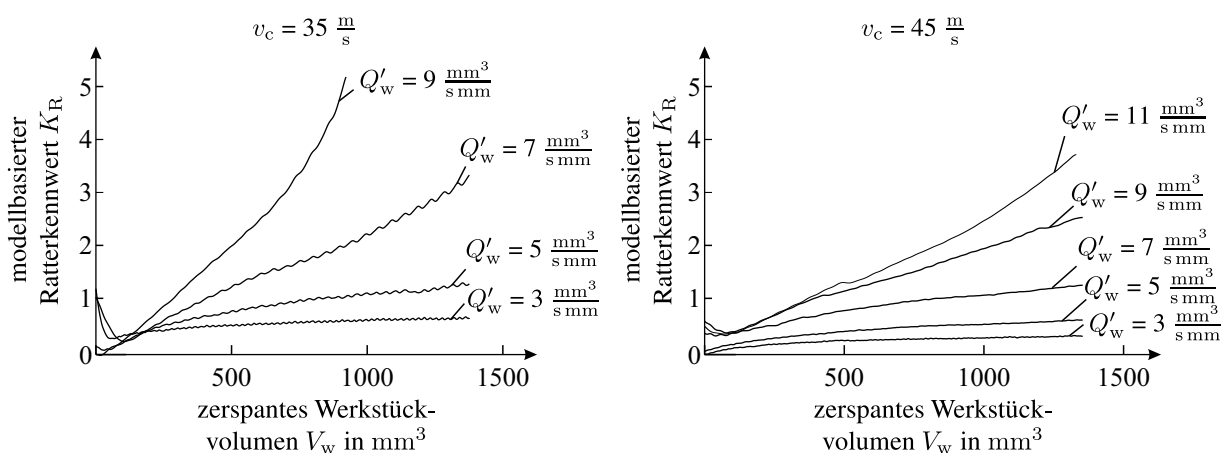 v_c = 35 m/s
modellbasierter
Ratterkennwert K_R
5
4
3
2
1
0
Q′_w = 9 mm³/s mm
Q′_w = 7 mm³/s mm
Q′_w = 5 mm³/s mm
Q′_w = 3 mm³/s mm
500
1000
1500
zerspantes Werkstück-
volumen V_w in mm³
v_c = 45 m/s
modellbasierter
Ratterkennwert K_R
5
4
3
2
1
0
Q′_w = 11 mm³/s mm
Q′_w = 9 mm³/s mm
Q′_w = 7 mm³/s mm
Q′_w = 5 mm³/s mm
Q′_w = 3 mm³/s mm
500
1000
1500
zerspantes Werkstück-
volumen V_w in mm³